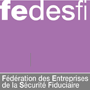 fedesfi
Fédération des Entreprises
de la Sécurité Fiduciaire